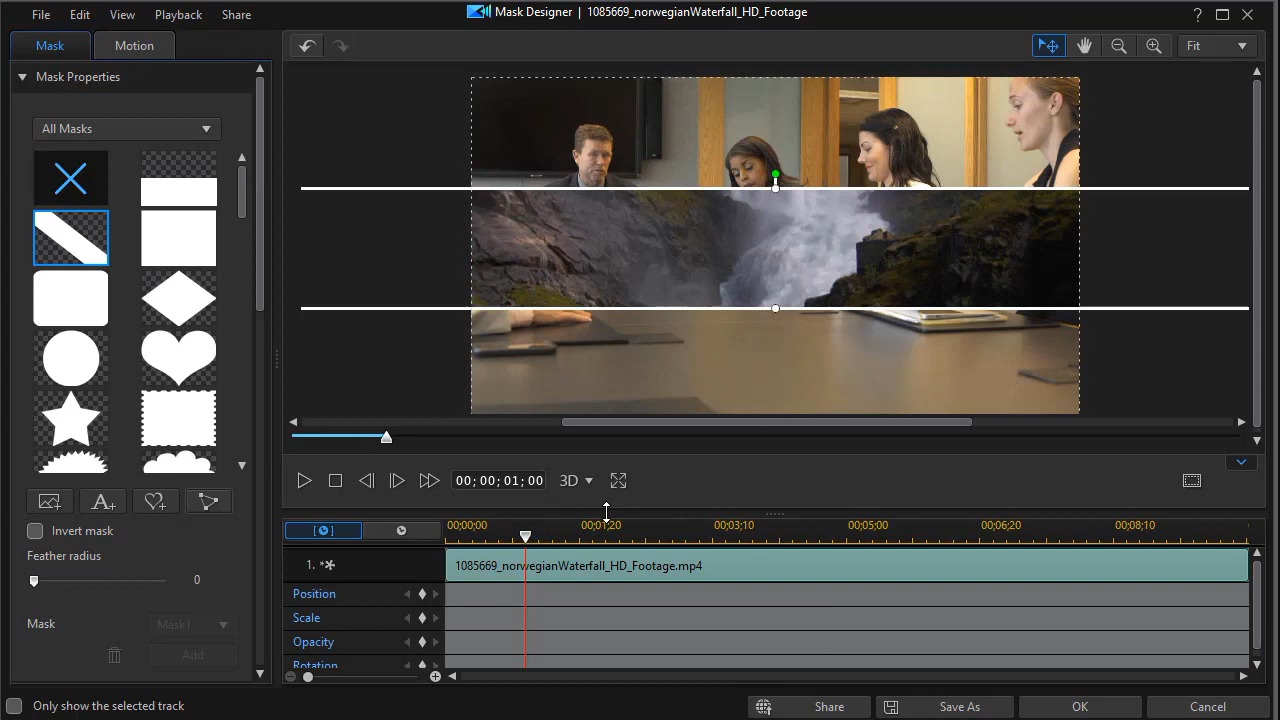 File Edit View Playback Share
Mask Designer | 1085669_norwegianWaterfall_HD_Footage
?
Mask Motion
Fit
Mask Properties
All Masks
00;00;01;00
3D
A+
Invert mask
Feather radius
0
Mask
Mask1
Add
00;00;00 00;01;20 00;03;10 00;05;00 00;06;20 00;08;10
1.
1085669_norwegianWaterfall_HD_Footage.mp4
Position
Scale
Opacity
Rotation
Only show the selected track
Share
Save As
OK
Cancel